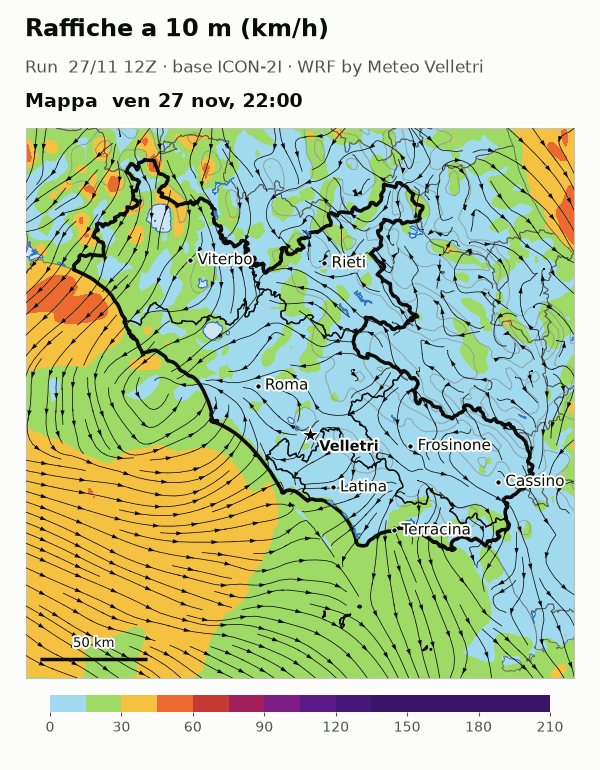 Raffiche a 10 m (km/h)
Run  27/11 12Z · base ICON-2I · WRF by Meteo Velletri
Mappa  ven 27 nov, 22:00
Viterbo
Rieti
Roma
Velletri
Frosinone
Cassino
Latina
Terracina
50 km
0 30 60 90 120 150 180 210